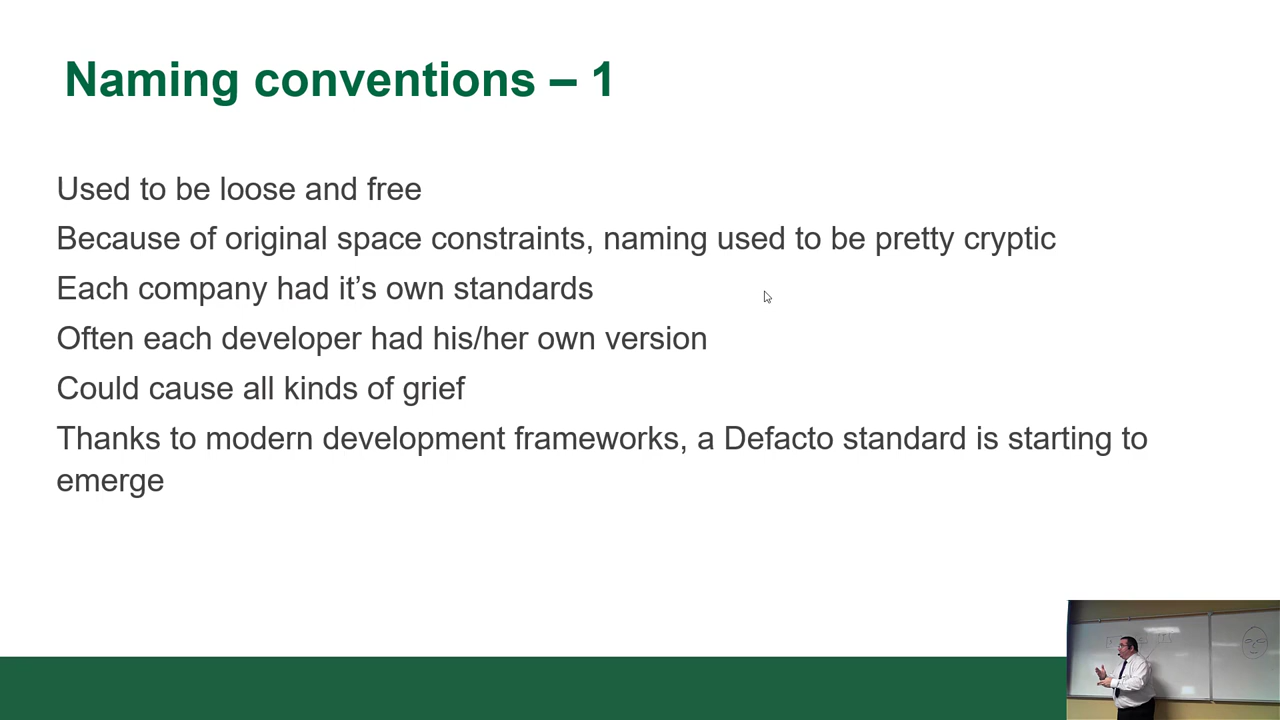 Naming conventions – 1
Used to be loose and free
Because of original space constraints, naming used to be pretty cryptic
Each company had it’s own standards
Often each developer had his/her own version
Could cause all kinds of grief
Thanks to modern development frameworks, a Defacto standard is starting to
emerge